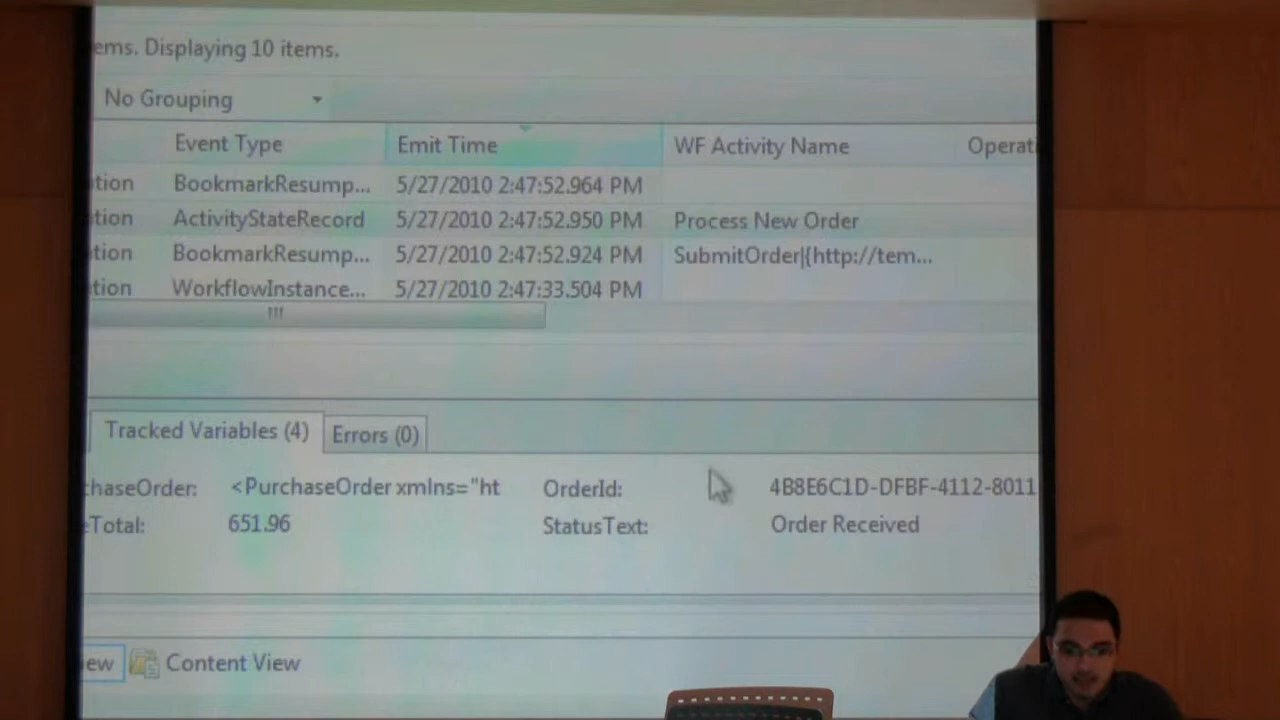 ems. Displaying 10 items.
No Grouping
Event Type Emit Time WF Activity Name Operati
tion BookmarkResump... 5/27/2010 2:47:52.964 PM
tion ActivityStateRecord 5/27/2010 2:47:52.950 PM Process New Order
tion BookmarkResump... 5/27/2010 2:47:52.924 PM SubmitOrder|{http://tem...
tion WorkflowInstance... 5/27/2010 2:47:33.504 PM
Tracked Variables (4) Errors (0)
chaseOrder: <PurchaseOrder xmlns="ht OrderId: 4B8E6C1D-DFBF-4112-8011
eTotal: 651.96 StatusText: Order Received
ew Content View